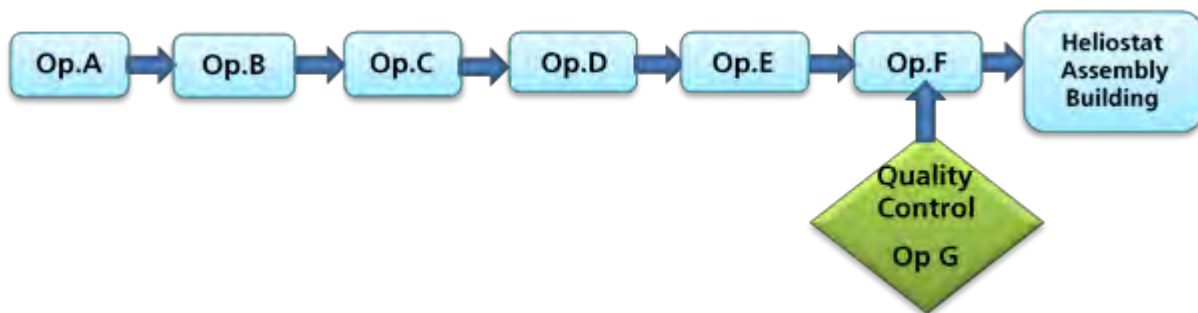 Op.A
Op.B
Op.C
Op.D
Op.E
Op.F
Heliostat
Assembly
Building
Quality
Control
Op G